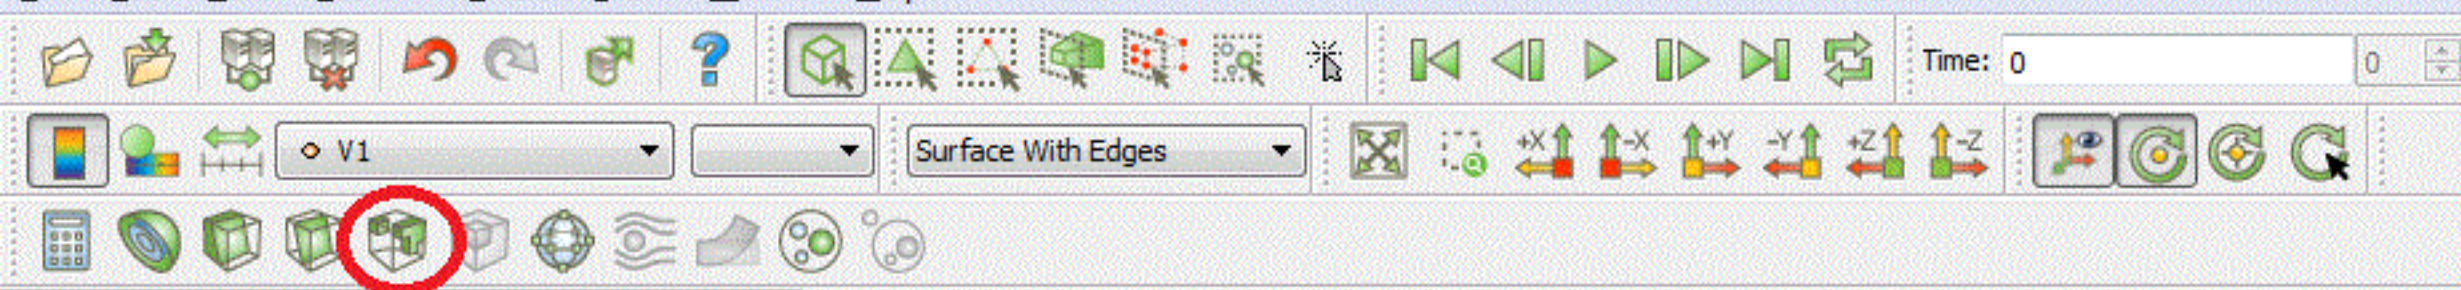 Time: 0 0
V1 Surface With Edges +X -X +Y -Y +Z -Z